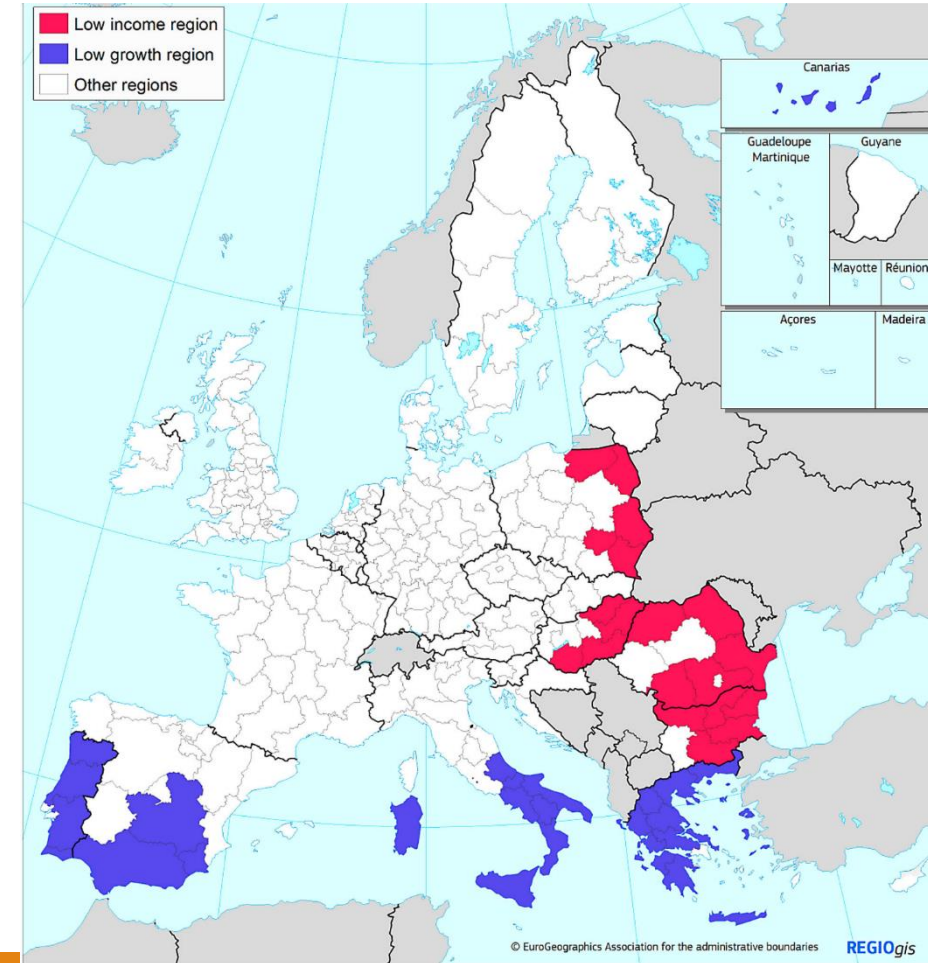 Low income region
Low growth region
Other regions
Canarias
Guadeloupe
Martinique
Guyane
Mayotte
Réunion
Açores
Madeira
© EuroGeographics Association for the administrative boundaries
REGIOgis